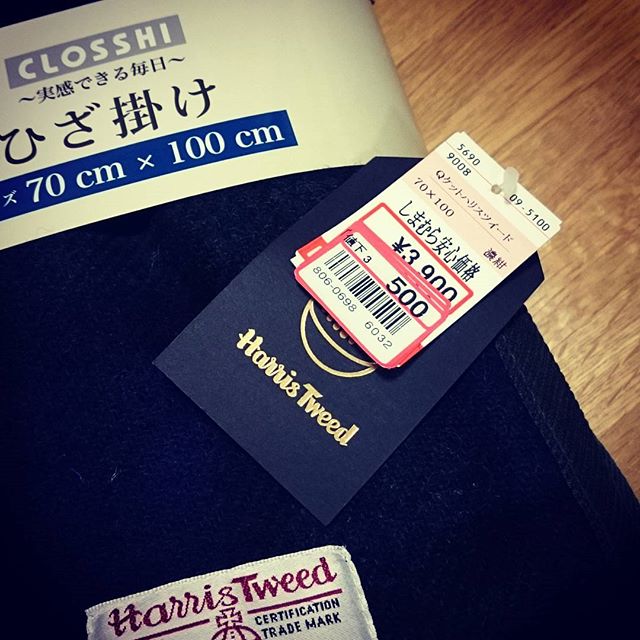 CLOSSHI
～実感できる毎日～
ひざ掛け
ズ 70 cm × 100 cm
5690
9008
09-5100
Qケットハリスツイード
70×100
濃紺
しまむら安心価格
¥3,900
値下3
500
806-0698 6032
Harris Tweed
Harris Tweed
CERTIFICATION
TRADE MARK